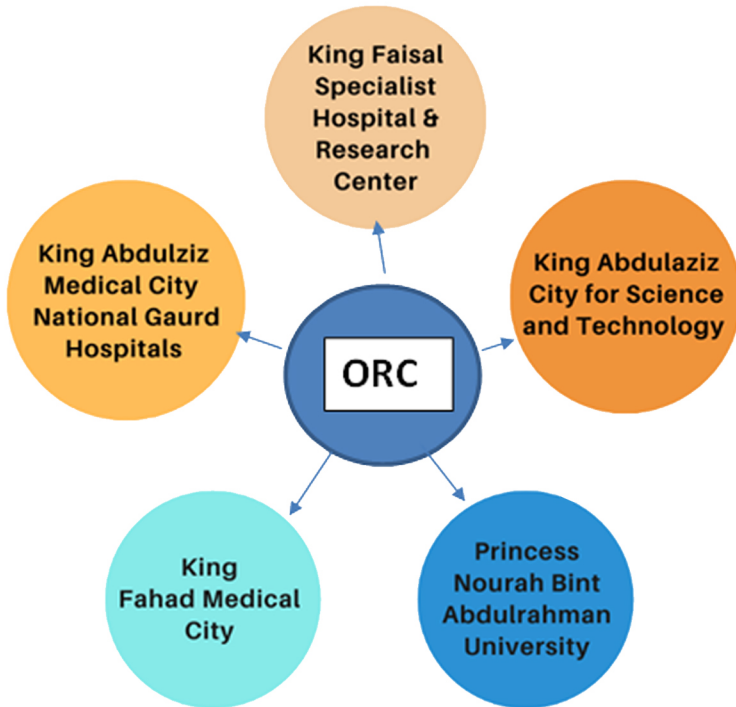 King Faisal
Specialist
Hospital &
Research
Center
King Abdulziz
Medical City
National Gaurd
Hospitals
King Abdulaziz
City for Science
and Technology
ORC
King
Fahad Medical
City
Princess
Nourah Bint
Abdulrahman
University